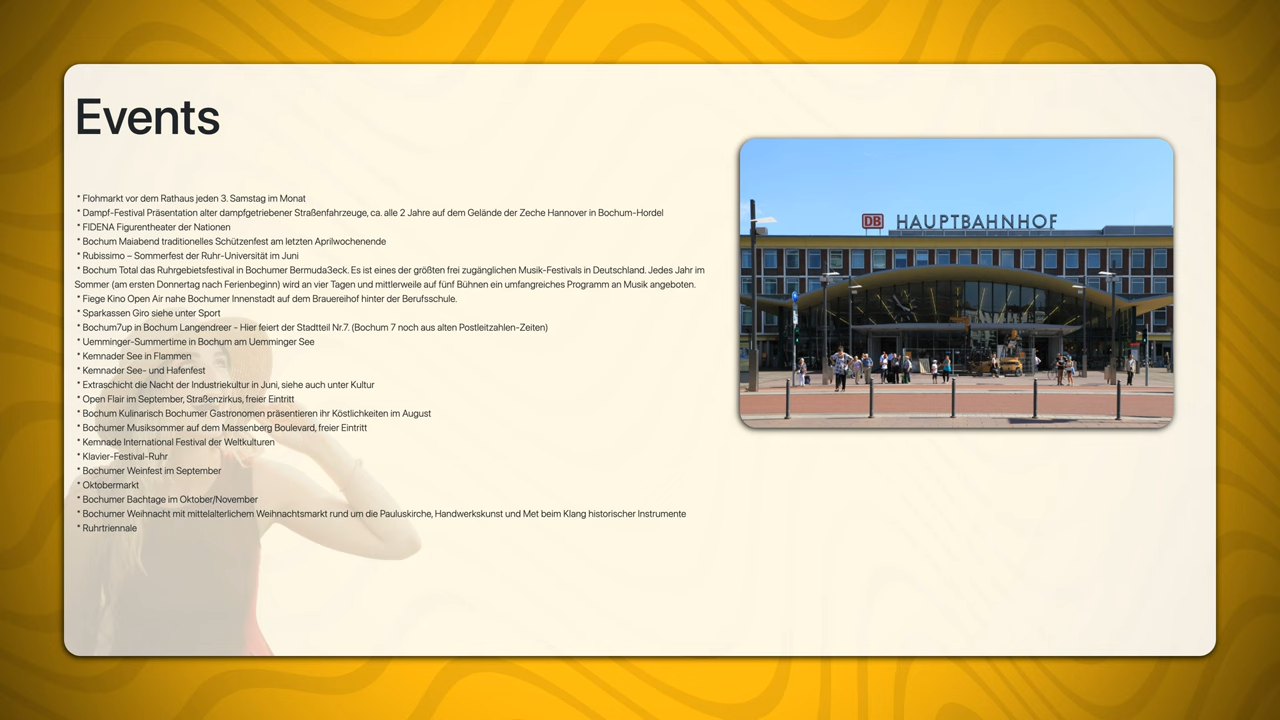 Events
* Flohmarkt vor dem Rathaus jeden 3. Samstag im Monat
* Dampf-Festival Präsentation alter dampfgetriebener Straßenfahrzeuge, ca. alle 2 Jahre auf dem Gelände der Zeche Hannover in Bochum-Hordel
* FIDENA Figurentheater der Nationen
* Bochum Maiabend traditionelles Schützenfest am letzten Aprilwochenende
* Rubissimo – Sommerfest der Ruhr-Universität im Juni
* Bochum Total das Ruhrgebietsfestival in Bochumer Bermuda3eck. Es ist eines der größten frei zugänglichen Musik-Festivals in Deutschland. Jedes Jahr im
Sommer (am ersten Donnertag nach Ferienbeginn) wird an vier Tagen und mittlerweile auf fünf Bühnen ein umfangreiches Programm an Musik angeboten.
* Fiege Kino Open Air nahe Bochumer Innenstadt auf dem Brauereihof hinter der Berufsschule.
* Sparkassen Giro siehe unter Sport
* Bochum7up in Bochum Langendreer - Hier feiert der Stadtteil Nr.7. (Bochum 7 noch aus alten Postleitzahlen-Zeiten)
* Uemminger-Summertime in Bochum am Uemminger See
* Kemnader See in Flammen
* Kemnader See- und Hafenfest
* Extraschicht die Nacht der Industriekultur in Juni, siehe auch unter Kultur
* Open Flair im September, Straßenzirkus, freier Eintritt
* Bochum Kulinarisch Bochumer Gastronomen präsentieren ihr Köstlichkeiten im August
* Bochumer Musiksommer auf dem Massenberg Boulevard, freier Eintritt
* Kemnade International Festival der Weltkulturen
* Klavier-Festival-Ruhr
* Bochumer Weinfest im September
* Oktobermarkt
* Bochumer Bachtage im Oktober/November
* Bochumer Weihnacht mit mittelalterlichem Weihnachtsmarkt rund um die Pauluskirche, Handwerkskunst und Met beim Klang historischer Instrumente
* Ruhrtriennale
DB HAUPTBAHNHOF